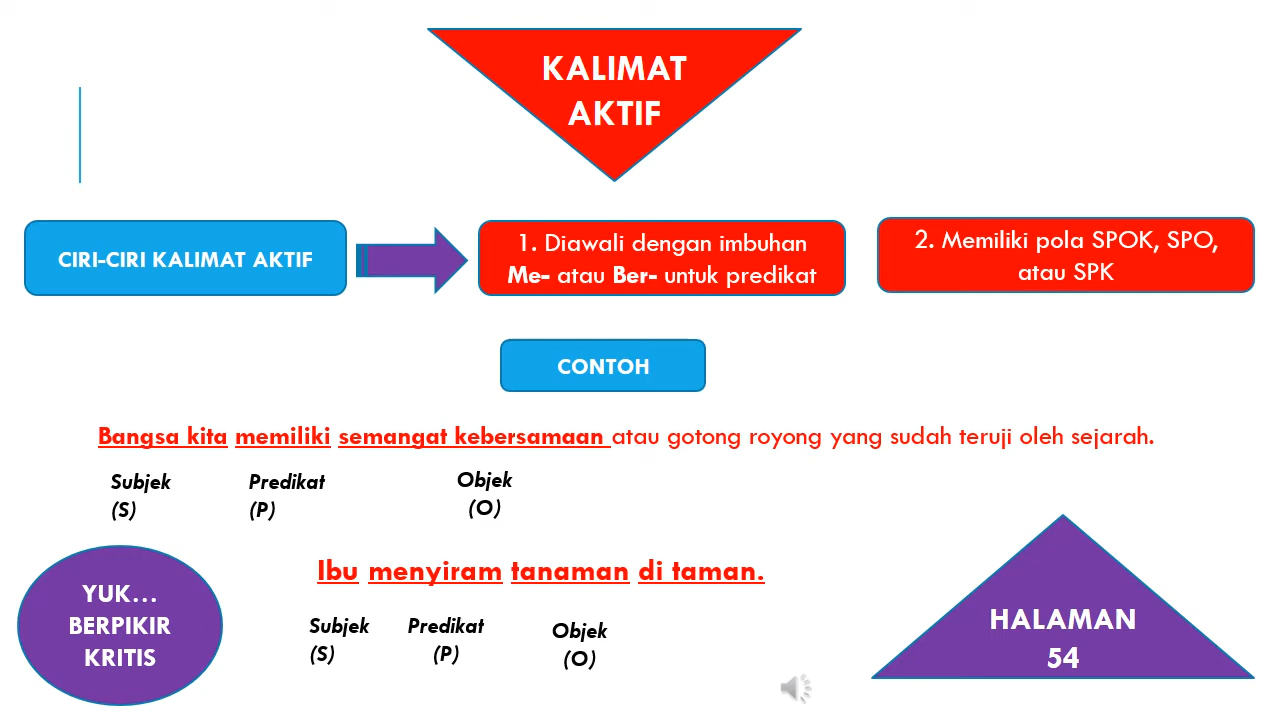 KALIMAT
AKTIF
CIRI-CIRI KALIMAT AKTIF
1. Diawali dengan imbuhan
Me- atau Ber- untuk predikat
2. Memiliki pola SPOK, SPO,
atau SPK
CONTOH
Bangsa kita memiliki semangat kebersamaan atau gotong royong yang sudah teruji oleh sejarah.
Subjek
(S)
Predikat
(P)
Objek
(O)
Ibu menyiram tanaman di taman.
Subjek
(S)
Predikat
(P)
Objek
(O)
YUK...
BERPIKIR
KRITIS
HALAMAN
54